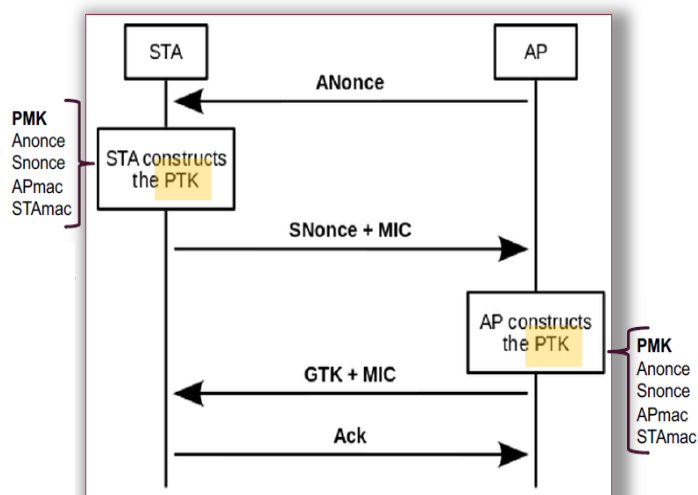 STA
AP
ANonce
PMK
Anonce
Snonce
APmac
STAmac
STA constructs
the PTK
SNonce + MIC
AP constructs
the PTK
PMK
Anonce
Snonce
APmac
STAmac
GTK + MIC
Ack